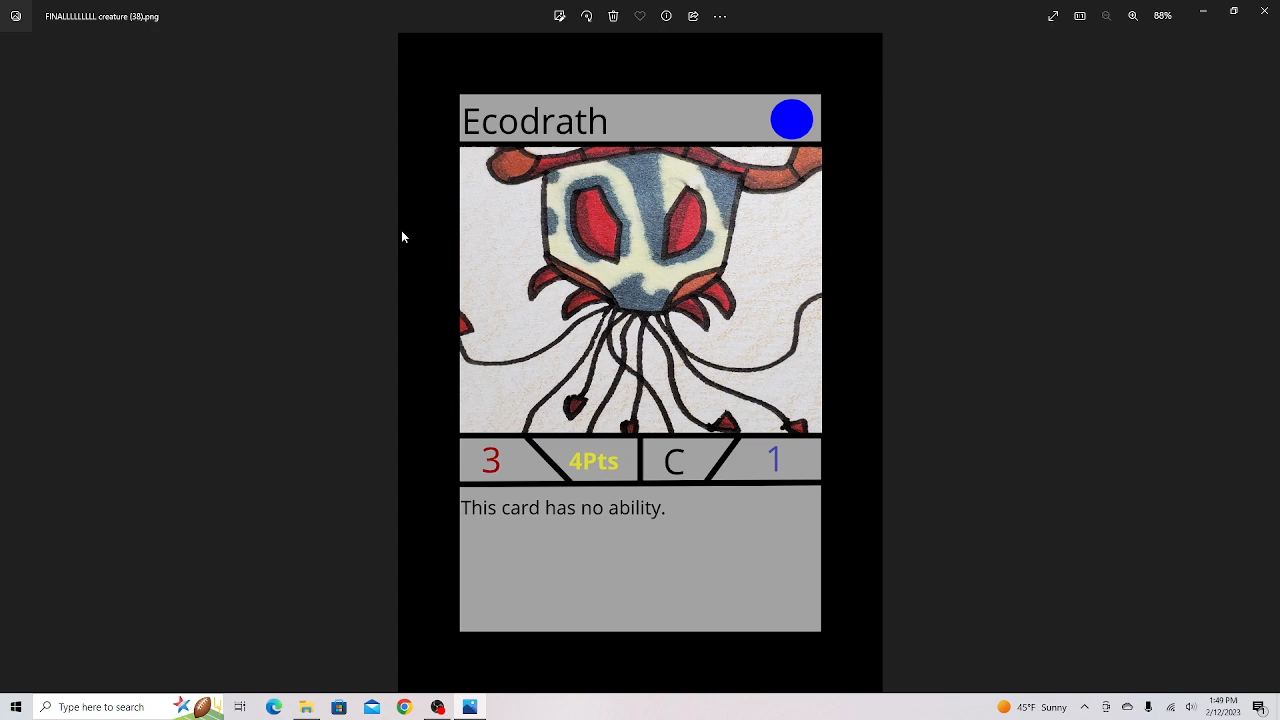 FINALLLLLLLLL creature (38).png
88%
Ecodrath
3
4Pts
C
1
This card has no ability.
Type here to search
45°F Sunny
1:49 PM
2/12/2023